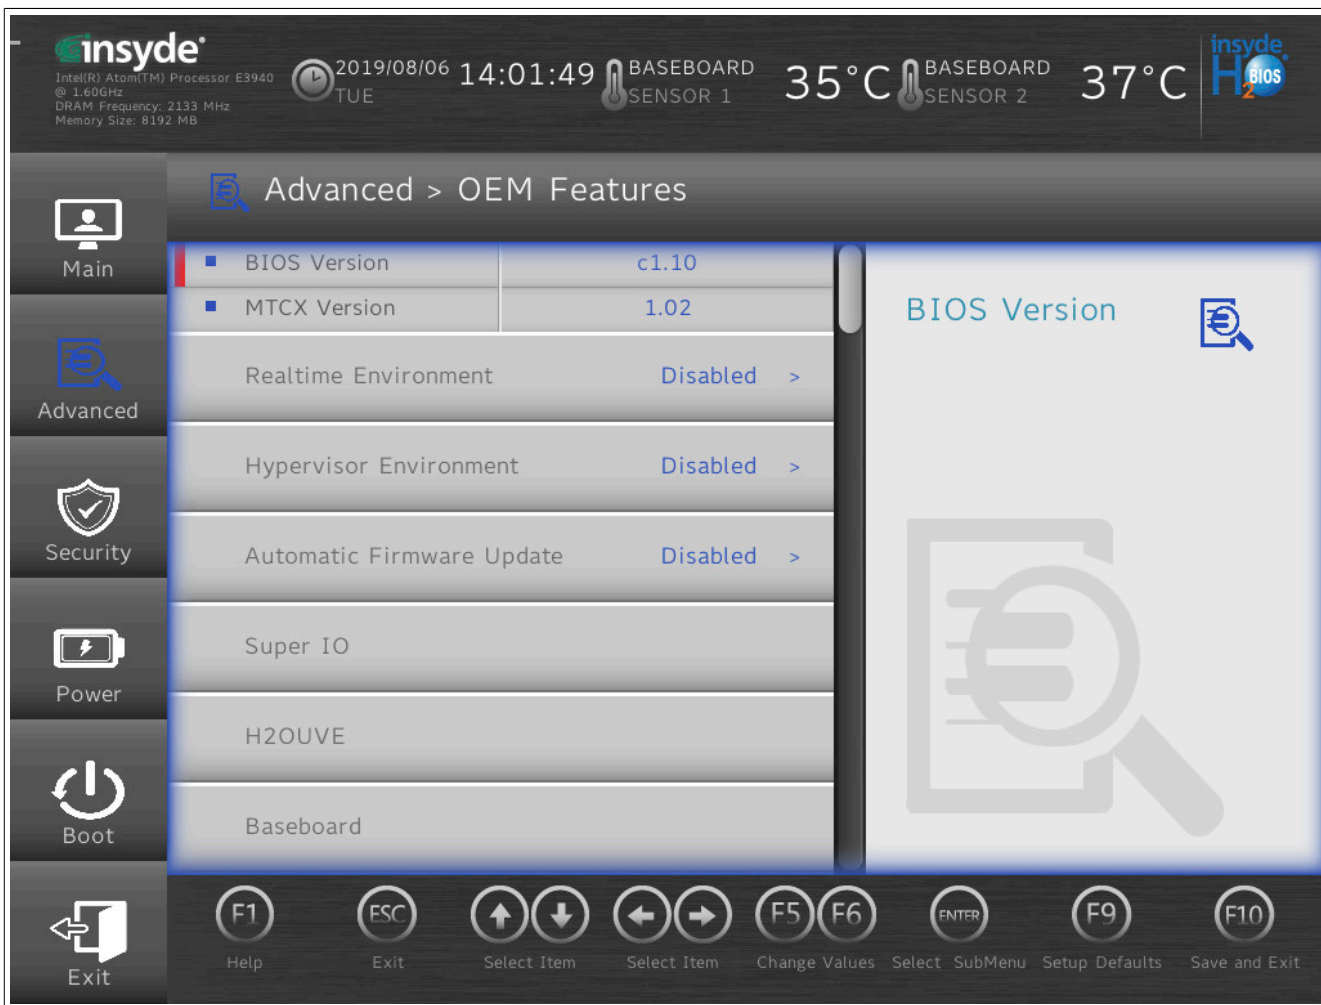 insyde
Intel(R) Atom(TM) Processor E3940
@ 1.60GHz
DRAM Frequency: 2133 MHz
Memory Size: 8192 MB
2019/08/06
TUE
14:01:49
BASEBOARD
SENSOR 1
35°C
BASEBOARD
SENSOR 2
37°C
insyde
H2O
BIOS
Advanced > OEM Features
Main
Advanced
Security
Power
Boot
Exit
BIOS Version c1.10
MTCX Version 1.02
Realtime Environment Disabled >
Hypervisor Environment Disabled >
Automatic Firmware Update Disabled >
Super IO
H2OUVE
Baseboard
BIOS Version
F1
Help
ESC
Exit
Select Item
Select Item
F5 F6
Change Values
ENTER
Select SubMenu
F9
Setup Defaults
F10
Save and Exit